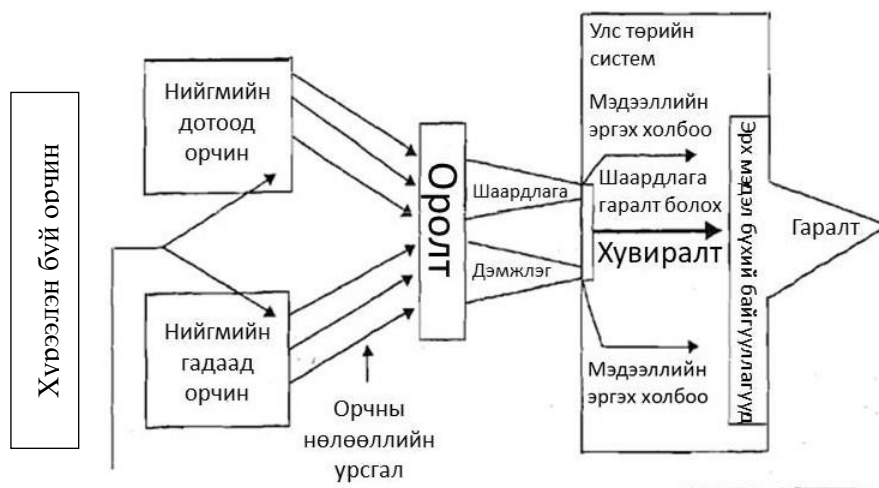 Хүрээлэн буй орчин
Нийгмийн
дотоод
орчин
Нийгмийн
гадаад
орчин
Орчны
нөлөөллийн
урсгал
Оролт
Шаардлага
Дэмжлэг
Улс төрийн
систем
Мэдээллийн
эргэх холбоо
Шаардлага
гаралт болох
Хувиралт
Мэдээллийн
эргэх холбоо
Эрх мэдэл бүхий байгууллагууд
Гаралт